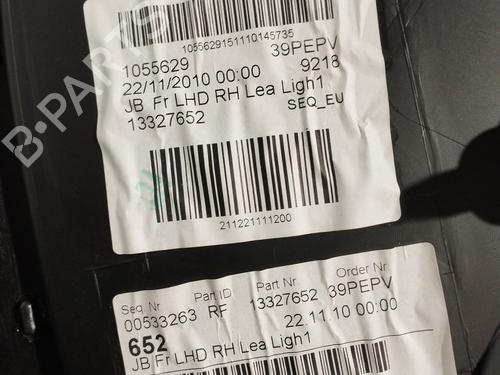 1055629151110145735
1055629 39PEPV
22/11/2010 00:00 9218
JB Fr LHD RH Lea Ligh1 SEQ_EU
13327652
211221111200
Seq. Nr Part ID Part Nr Order Nr.
00533263 RF 13327652 39PEPV
652 22.11.10 00:00
JB Fr LHD RH Lea Ligh1
B-PARTS
B-PARTS
B-PARTS